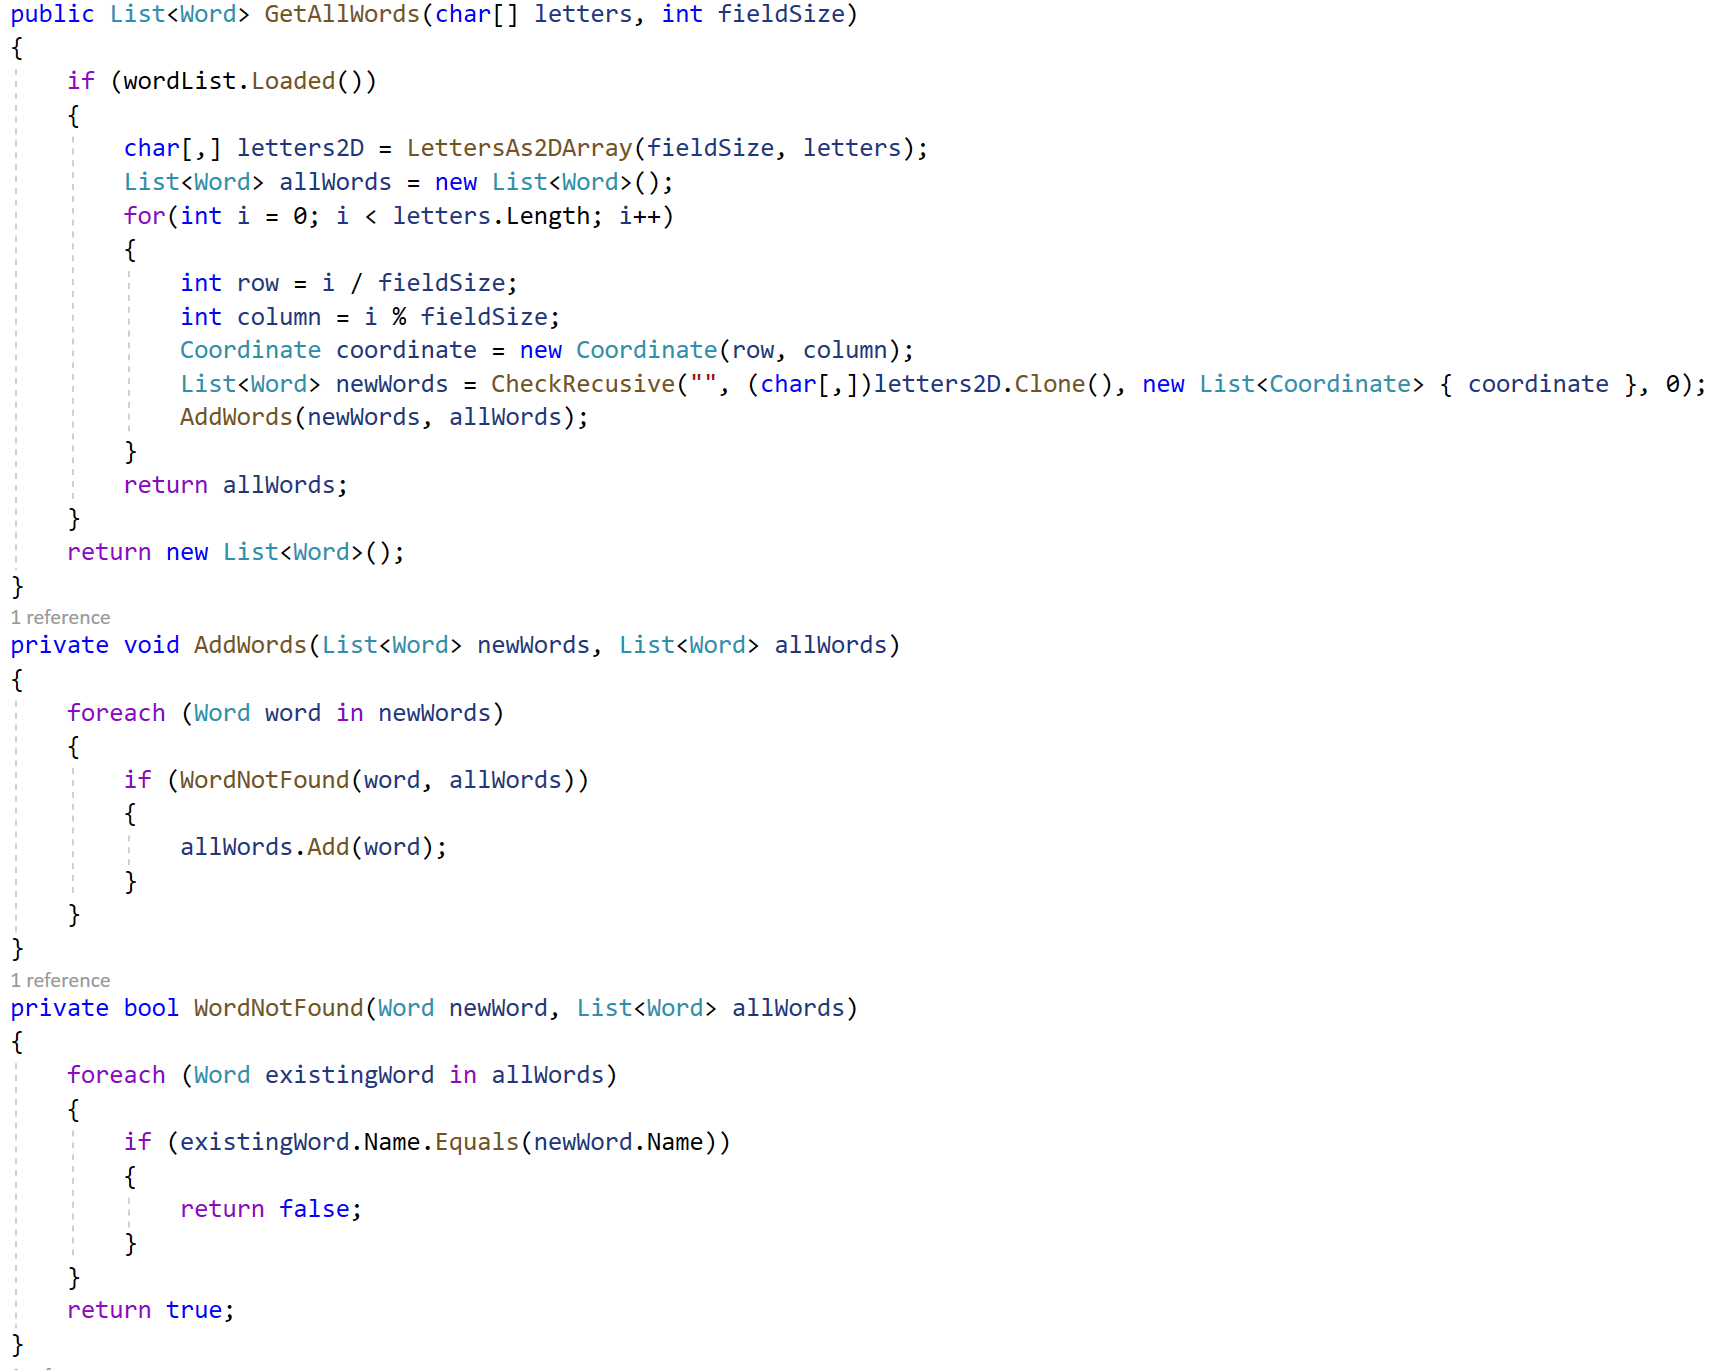 public List<Word> GetAllWords(char[] letters, int fieldSize)
{
if (wordList.Loaded())
{
char[,] letters2D = LettersAs2DArray(fieldSize, letters);
List<Word> allWords = new List<Word>();
for(int i = 0; i < letters.Length; i++)
{
int row = i / fieldSize;
int column = i % fieldSize;
Coordinate coordinate = new Coordinate(row, column);
List<Word> newWords = CheckRecusive("", (char[,])letters2D.Clone(), new List<Coordinate> { coordinate }, 0);
AddWords(newWords, allWords);
}
return allWords;
}
return new List<Word>();
}
1 reference
private void AddWords(List<Word> newWords, List<Word> allWords)
{
foreach (Word word in newWords)
{
if (WordNotFound(word, allWords))
{
allWords.Add(word);
}
}
}
1 reference
private bool WordNotFound(Word newWord, List<Word> allWords)
{
foreach (Word existingWord in allWords)
{
if (existingWord.Name.Equals(newWord.Name))
{
return false;
}
}
return true;
}